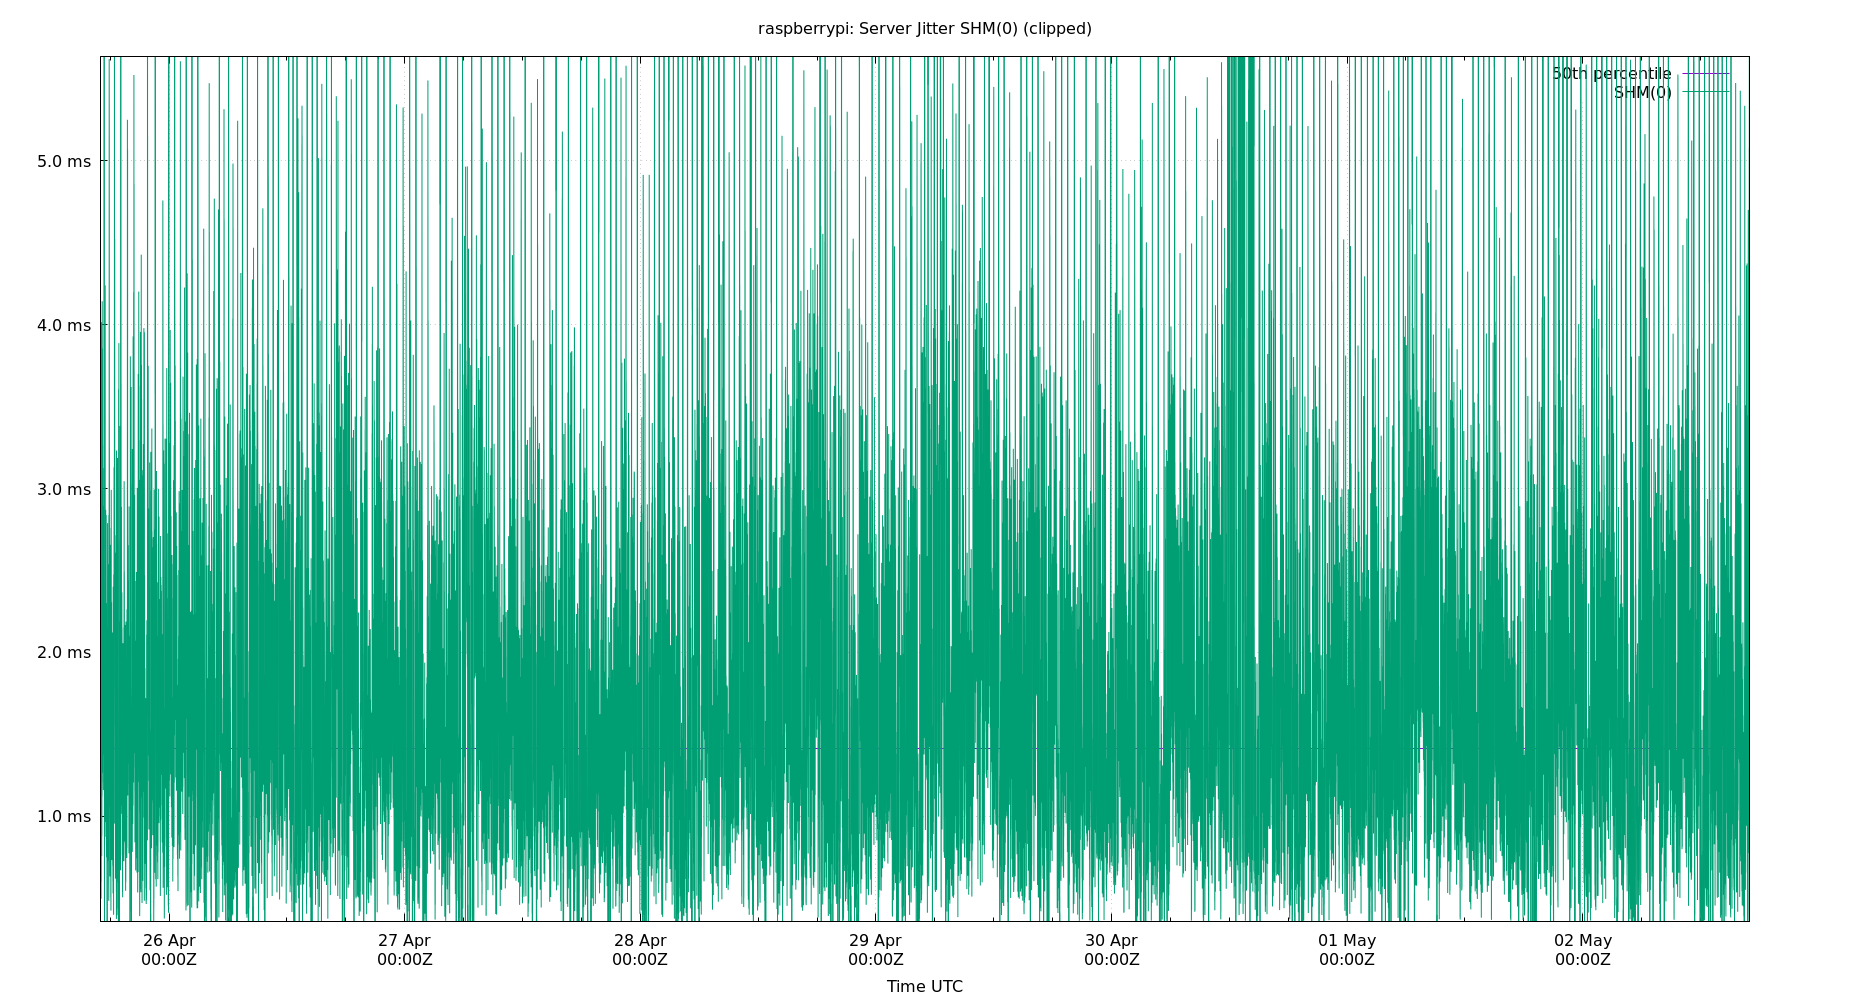 raspberrypi: Server Jitter SHM(0) (clipped)
50th percentile
SHM(0)
5.0 ms
4.0 ms
3.0 ms
2.0 ms
1.0 ms
26 Apr
00:00Z
27 Apr
00:00Z
28 Apr
00:00Z
29 Apr
00:00Z
30 Apr
00:00Z
01 May
00:00Z
02 May
00:00Z
Time UTC